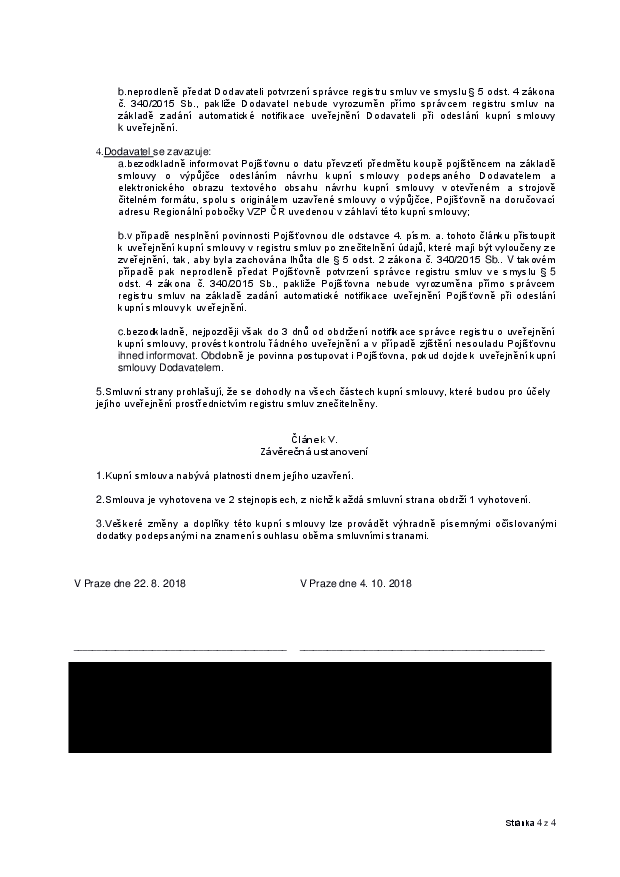 b.neprodleně předat Dodavateli potvrzení správce registru smluv ve smyslu § 5 odst. 4 zákona
č. 340/2015 Sb., pakliže Dodavatel nebude vyrozuměn přímo správcem registru smluv na
základě zadání automatické notifikace uveřejnění Dodavateli při odeslání kupní smlouvy
k uveřejnění.
4.Dodavatel se zavazuje:
a.bezodkladně informovat Pojišťovnu o datu převzetí předmětu koupě pojištěncem na základě
smlouvy o výpůjčce odesláním návrhu kupní smlouvy podepsaného Dodavatelem a
elektronického obrazu textového obsahu návrhu kupní smlouvy v otevřeném a strojově
čitelném formátu, spolu s originálem uzavřené smlouvy o výpůjčce, Pojišťovně na doručovací
adresu Regionální pobočky VZP ČR uvedenou v záhlaví této kupní smlouvy;
b.v případě nesplnění povinnosti Pojišťovnou dle odstavce 4. písm. a. tohoto článku přistoupit
k uveřejnění kupní smlouvy v registru smluv po znečitelnění údajů, které mají být vyloučeny ze
zveřejnění, tak, aby byla zachována lhůta dle § 5 odst. 2 zákona č. 340/2015 Sb.. V takovém
případě pak neprodleně předat Pojišťovně potvrzení správce registru smluv ve smyslu § 5
odst. 4 zákona č. 340/2015 Sb., pakliže Pojišťovna nebude vyrozuměna přímo správcem
registru smluv na základě zadání automatické notifikace uveřejnění Pojišťovně při odeslání
kupní smlouvy k uveřejnění.
c.bezodkladně, nejpozději však do 3 dnů od obdržení notifikace správce registru o uveřejnění
kupní smlouvy, provést kontrolu řádného uveřejnění a v případě zjištění nesouladu Pojišťovnu
ihned informovat. Obdobně je povinna postupovat i Pojišťovna, pokud dojde k uveřejnění kupní
smlouvy Dodavatelem.
5.Smluvní strany prohlašují, že se dohodly na všech částech kupní smlouvy, které budou pro účely
jejího uveřejnění prostřednictvím registru smluv znečitelněny.
Článek V.
Závěrečná ustanovení
1.Kupní smlouva nabývá platnosti dnem jejího uzavření.
2.Smlouva je vyhotovena ve 2 stejnopisech, z nichž každá smluvní strana obdrží 1 vyhotovení.
3.Veškeré změny a doplňky této kupní smlouvy lze provádět výhradně písemnými očíslovanými
dodatky podepsanými na znamení souhlasu oběma smluvními stranami.
V Praze dne 22. 8. 2018 V Praze dne 4. 10. 2018
Stránka 4 z 4